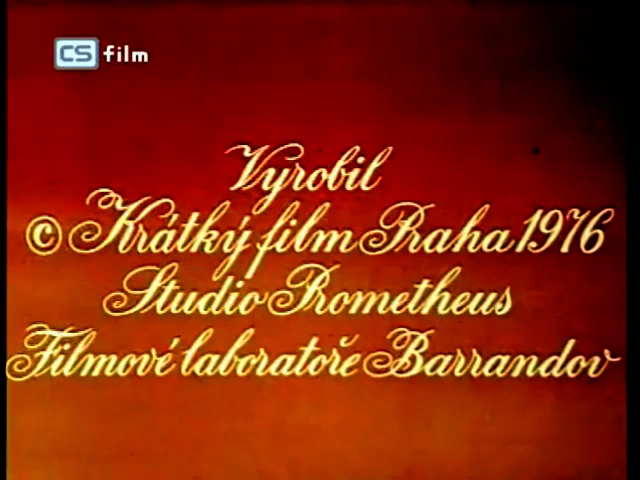 CS film
Vyrobil
© Krátký film Praha 1976
Studio Prometheus
Filmové laboratoře Barrandov